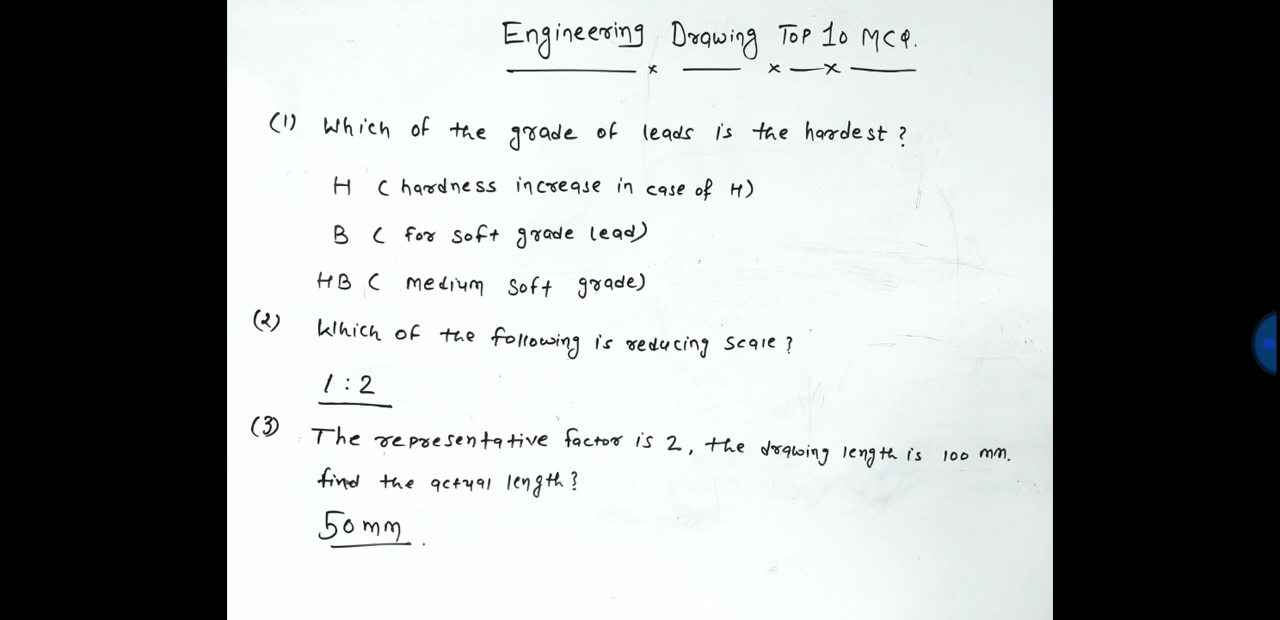 Engineering Drawing Top 10 MCQ.
(1) Which of the grade of leads is the hardest?
H (hardness increase in case of H)
B (for soft grade lead)
HB (medium soft grade)
(2) Which of the following is reducing scale?
1:2
(3) The representative factor is 2, the drawing length is 100 mm.
find the actual length?
50mm.